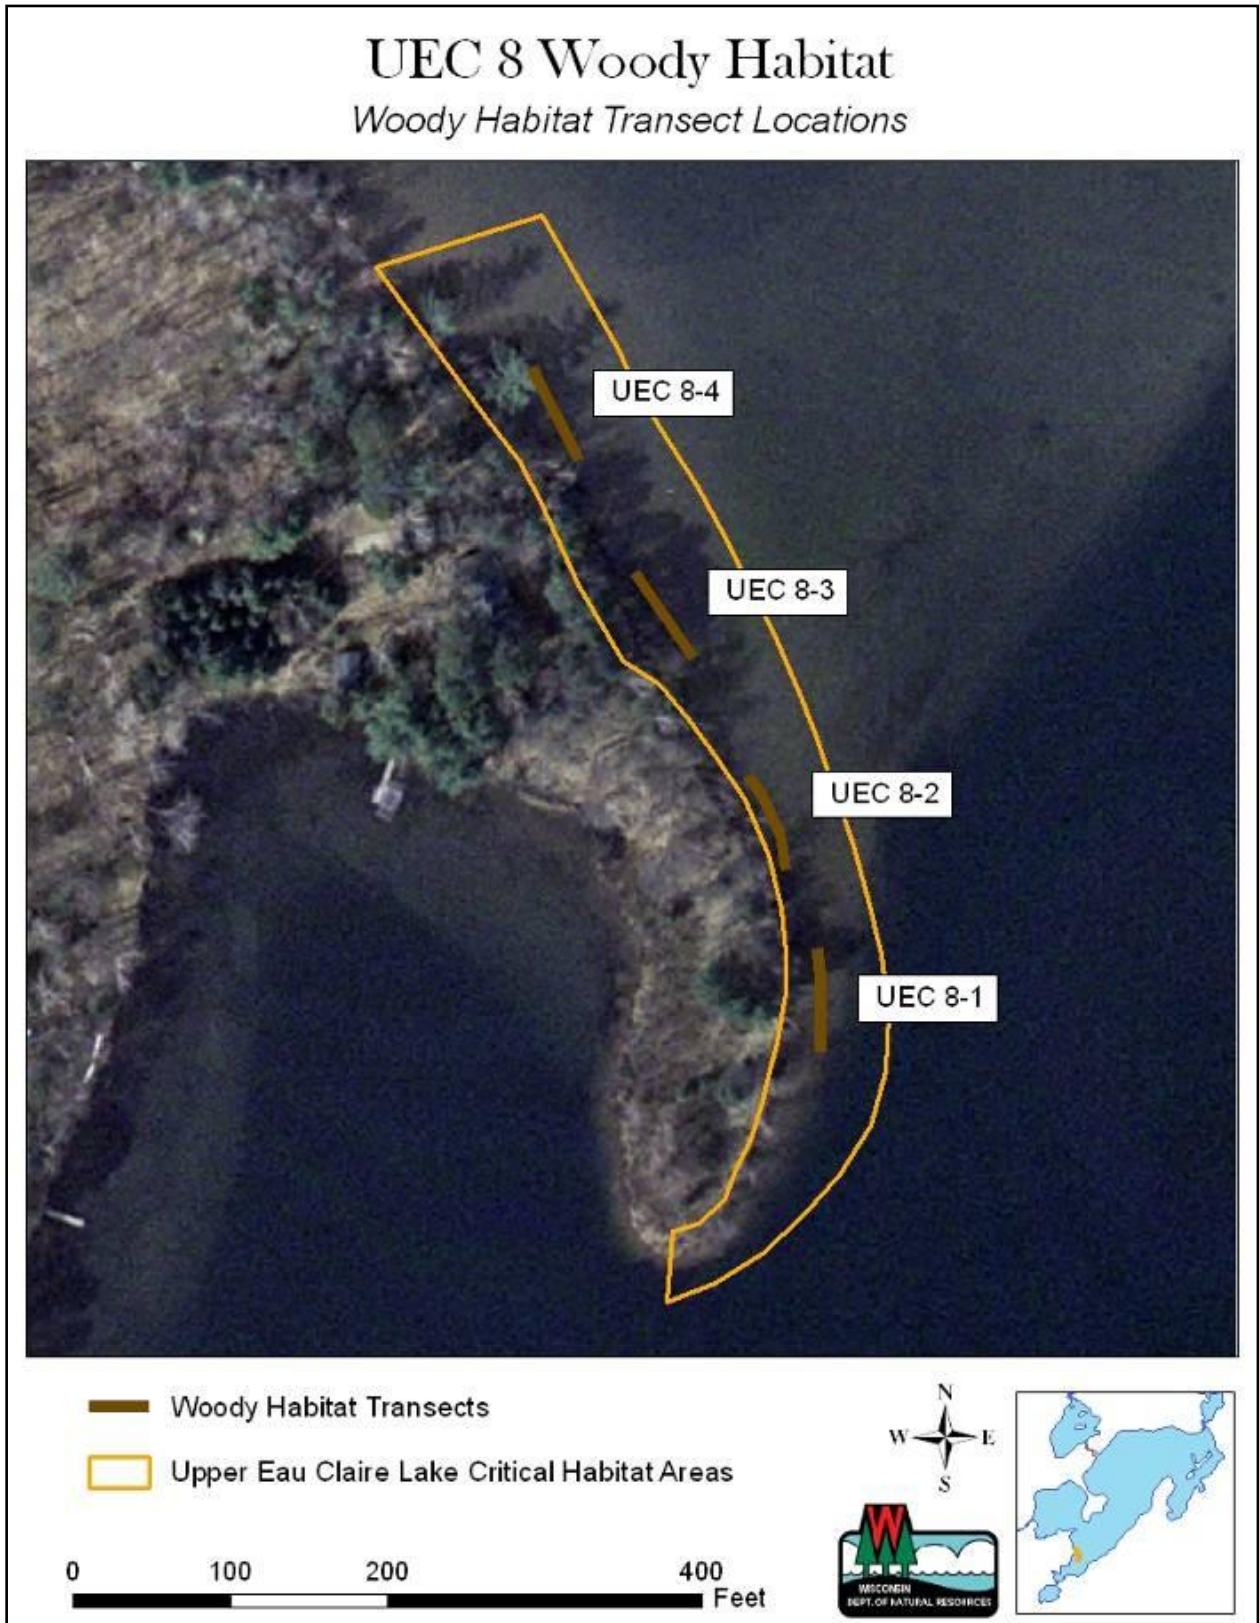 UEC 8 Woody Habitat
Woody Habitat Transect Locations
UEC 8-4
UEC 8-3
UEC 8-2
UEC 8-1
Woody Habitat Transects
Upper Eau Claire Lake Critical Habitat Areas
N
W E
S
0 100 200 400
Feet
W
WISCONSIN
DEPT. OF NATURAL RESOURCES